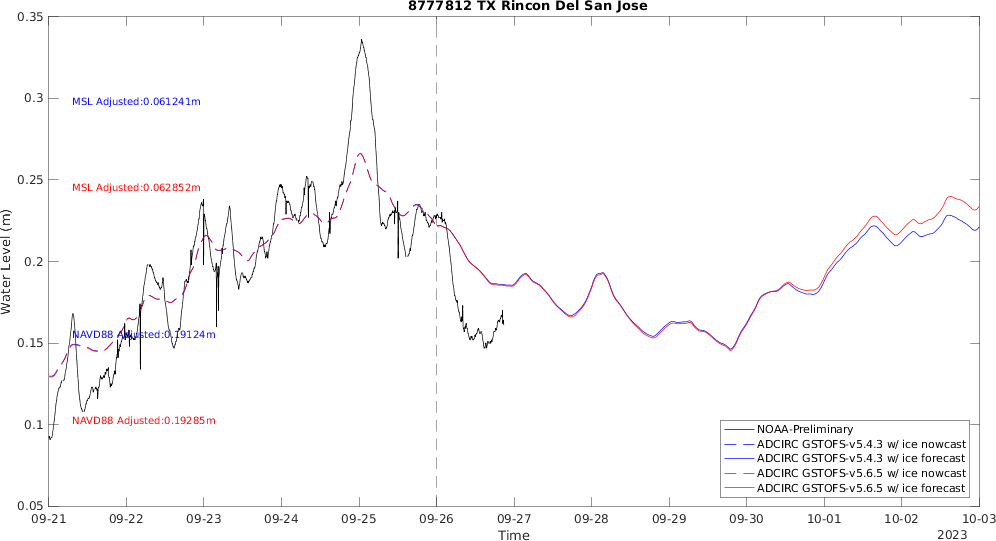 8777812 TX Rincon Del San Jose
0.35
0.3
0.25
0.2
0.15
0.1
0.05
Water Level (m)
MSL Adjusted:0.061241m
MSL Adjusted:0.062852m
NAVD88 Adjusted:0.19124m
NAVD88 Adjusted:0.19285m
NOAA-Preliminary
ADCIRC GSTOFS-v5.4.3 w/ ice nowcast
ADCIRC GSTOFS-v5.4.3 w/ ice forecast
ADCIRC GSTOFS-v5.6.5 w/ ice nowcast
ADCIRC GSTOFS-v5.6.5 w/ ice forecast
09-21 09-22 09-23 09-24 09-25 09-26 09-27 09-28 09-29 09-30 10-01 10-02 10-03
Time
2023